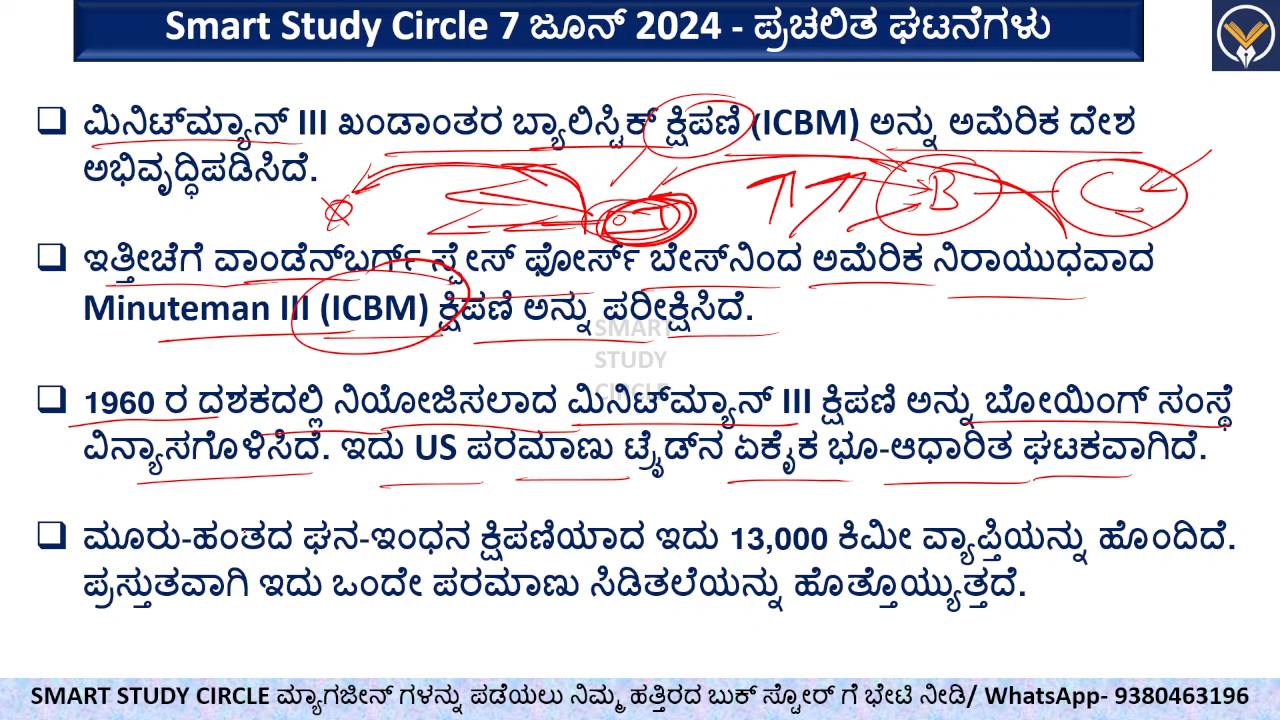 Smart Study Circle 7 ಜೂನ್ 2024 - ಪ್ರಚಲಿತ ಘಟನೆಗಳು
❑ ಮಿನಿಟ್‌ಮ್ಯಾನ್ III ಖಂಡಾಂತರ ಬ್ಯಾಲಿಸ್ಟಿಕ್ ಕ್ಷಿಪಣಿ (ICBM) ಅನ್ನು ಅಮೆರಿಕ ದೇಶ
ಅಭಿವೃದ್ಧಿಪಡಿಸಿದೆ.
B C
❑ ಇತ್ತೀಚೆಗೆ ವಾಂಡೆನ್‌ಬರ್ಗ್ ಸ್ಪೇಸ್ ಫೋರ್ಸ್ ಬೇಸ್‌ನಿಂದ ಅಮೆರಿಕ ನಿರಾಯುಧವಾದ
Minuteman III (ICBM) ಕ್ಷಿಪಣಿ ಅನ್ನು ಪರೀಕ್ಷಿಸಿದೆ.
SMART
STUDY
CIRCLE
❑ 1960 ರ ದಶಕದಲ್ಲಿ ನಿಯೋಜಿಸಲಾದ ಮಿನಿಟ್‌ಮ್ಯಾನ್ III ಕ್ಷಿಪಣಿ ಅನ್ನು ಬೋಯಿಂಗ್ ಸಂಸ್ಥೆ
ವಿನ್ಯಾಸಗೊಳಿಸಿದೆ. ಇದು US ಪರಮಾಣು ಟ್ರೈಡ್‌ನ ಏಕೈಕ ಭೂ-ಆಧಾರಿತ ಘಟಕವಾಗಿದೆ.
❑ ಮೂರು-ಹಂತದ ಘನ-ಇಂಧನ ಕ್ಷಿಪಣಿಯಾದ ಇದು 13,000 ಕಿಮೀ ವ್ಯಾಪ್ತಿಯನ್ನು ಹೊಂದಿದೆ.
ಪ್ರಸ್ತುತವಾಗಿ ಇದು ಒಂದೇ ಪರಮಾಣು ಸಿಡಿತಲೆಯನ್ನು ಹೊತ್ತೊಯ್ಯುತ್ತದೆ.
SMART STUDY CIRCLE ಮ್ಯಾಗಜೀನ್ ಗಳನ್ನು ಪಡೆಯಲು ನಿಮ್ಮ ಹತ್ತಿರದ ಬುಕ್ ಸ್ಟೋರ್ ಗೆ ಭೇಟಿ ನೀಡಿ/ WhatsApp- 9380463196